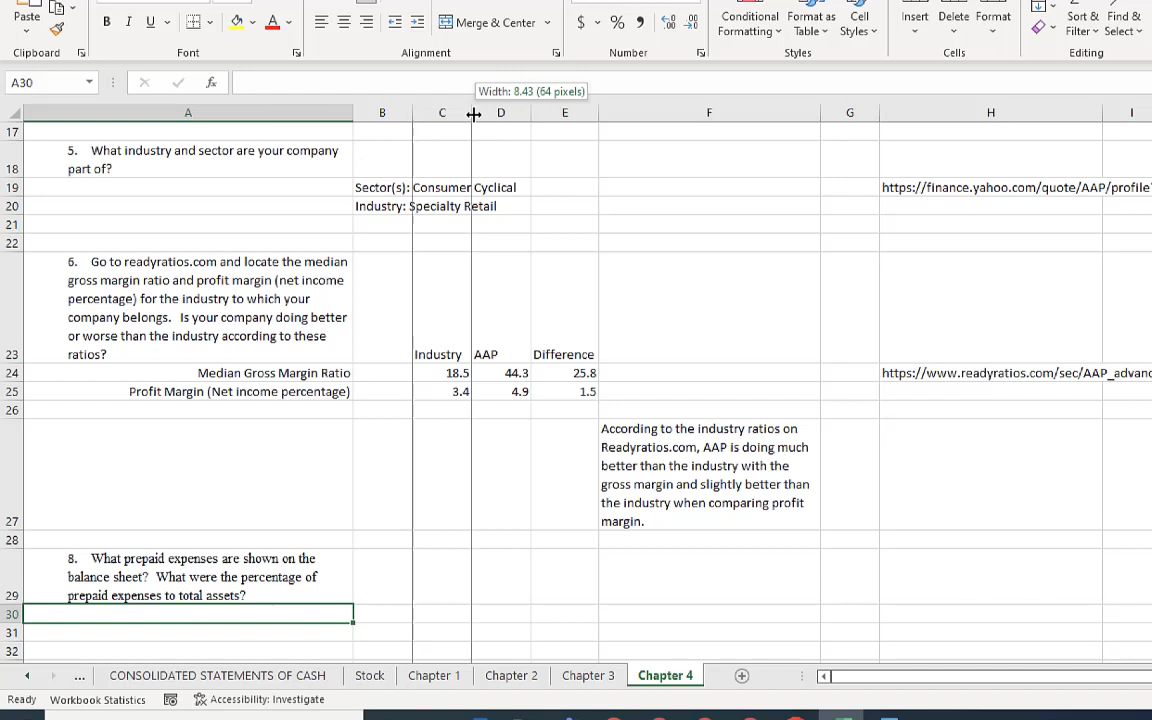 Paste
B I U A
Merge & Center
$ % 9
Conditional Formatting
Format as Table
Cell Styles
Insert Delete Format
Sort & Filter
Find & Select
Clipboard Font Alignment Number Styles Cells Editing
A30 fx
Width: 8.43 (64 pixels)
A B C D E F G H I
17
18 5. What industry and sector are your company
part of?
19 Sector(s): Consumer Cyclical https://finance.yahoo.com/quote/AAP/profile
20 Industry: Specialty Retail
21
22
6. Go to readyratios.com and locate the median
gross margin ratio and profit margin (net income
percentage) for the industry to which your
company belongs. Is your company doing better
or worse than the industry according to these
23 ratios? Industry AAP Difference
24 Median Gross Margin Ratio 18.5 44.3 25.8 https://www.readyratios.com/sec/AAP_advanc
25 Profit Margin (Net income percentage) 3.4 4.9 1.5
26
According to the industry ratios on
Readyratios.com, AAP is doing much
better than the industry with the
gross margin and slightly better than
the industry when comparing profit
27 margin.
28
8. What prepaid expenses are shown on the
balance sheet? What were the percentage of
29 prepaid expenses to total assets?
30
31
32
... CONSOLIDATED STATEMENTS OF CASH Stock Chapter 1 Chapter 2 Chapter 3 Chapter 4
Ready Workbook Statistics Accessibility: Investigate